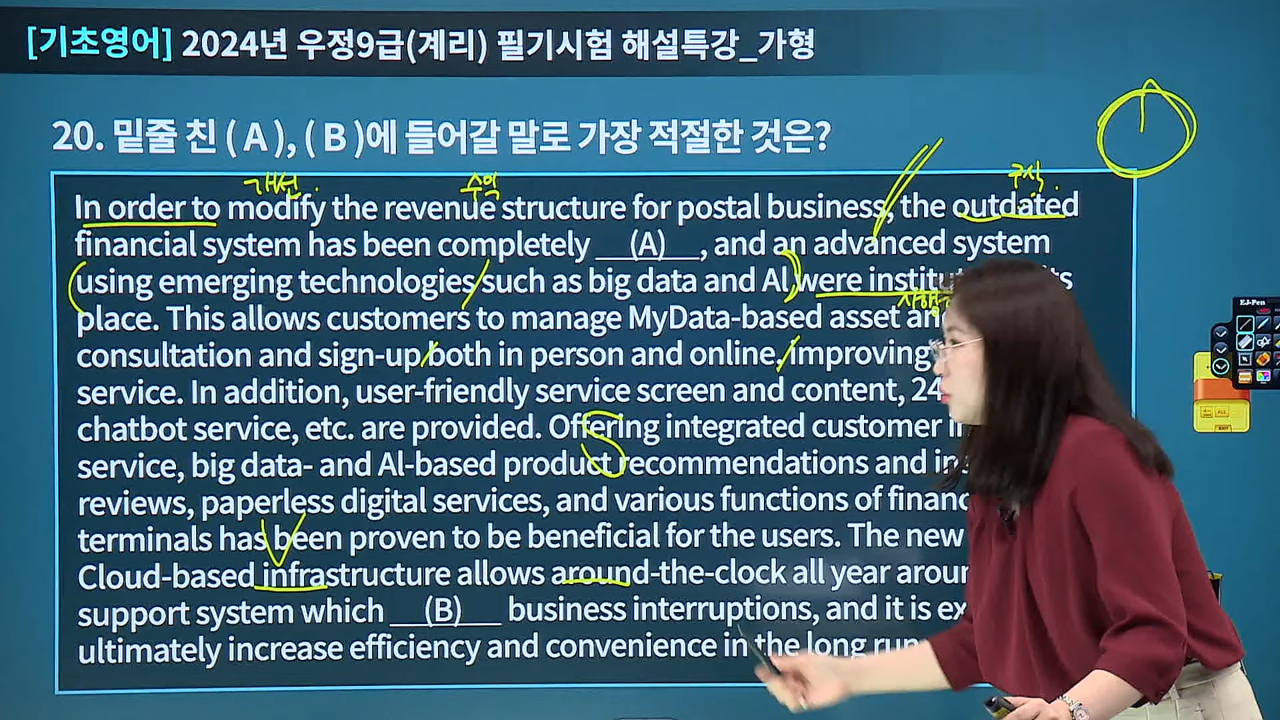 [기초영어] 2024년 우정9급(계리) 필기시험 해설특강_가형
20. 밑줄 친 ( A ), ( B )에 들어갈 말로 가장 적절한 것은?
개선 수익 구식
In order to modify the revenue structure for postal business, the outdated
financial system has been completely (A) , and an advanced system
using emerging technologies such as big data and AI were
place. This allows customers to manage MyData-based asset
consultation and sign-up both in person and online, improving
service. In addition, user-friendly service screen and content,
chatbot service, etc. are provided. Offering integrated customer
service, big data- and AI-based product recommendations and
reviews, paperless digital services, and various functions of
terminals has been proven to be beneficial for the users. The new
Cloud-based infrastructure allows around-the-clock all year
support system which (B) business interruptions, and it is
ultimately increase efficiency and convenience in the long run
EJ-Pen